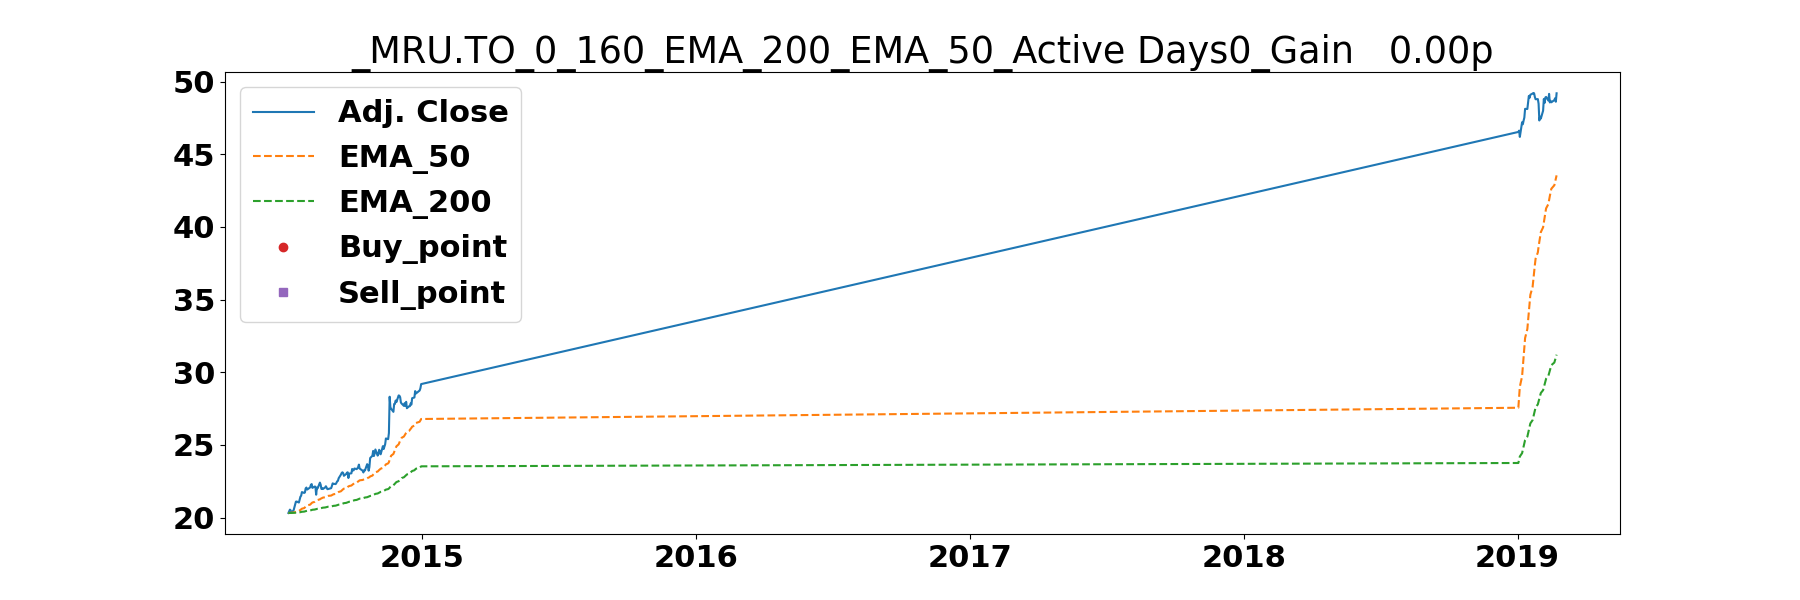 _MRU.TO_0_160_EMA_200_EMA_50_Active Days0_Gain   0.00p
50
45
40
35
30
25
20
Adj. Close
EMA_50
EMA_200
Buy_point
Sell_point
2015 2016 2017 2018 2019